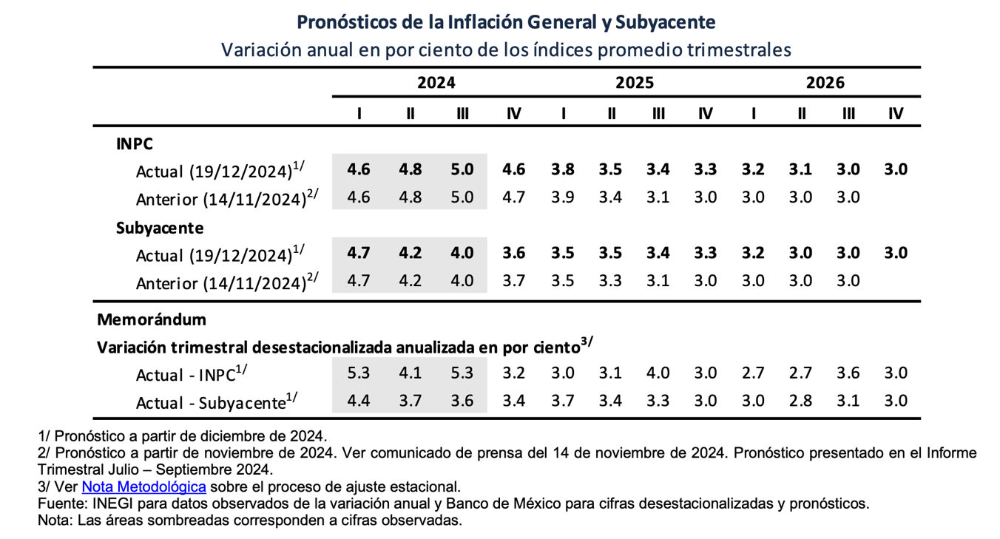 Pronósticos de la Inflación General y Subyacente
Variación anual en por ciento de los índices promedio trimestrales
2024 2025 2026
I II III IV I II III IV I II III IV
INPC
Actual (19/12/2024)1/ 4.6 4.8 5.0 4.6 3.8 3.5 3.4 3.3 3.2 3.1 3.0 3.0
Anterior (14/11/2024)2/ 4.6 4.8 5.0 4.7 3.9 3.4 3.1 3.0 3.0 3.0 3.0
Subyacente
Actual (19/12/2024)1/ 4.7 4.2 4.0 3.6 3.5 3.5 3.4 3.3 3.2 3.0 3.0 3.0
Anterior (14/11/2024)2/ 4.7 4.2 4.0 3.7 3.5 3.3 3.1 3.0 3.0 3.0 3.0
Memorándum
Variación trimestral desestacionalizada anualizada en por ciento3/
Actual - INPC1/ 5.3 4.1 5.3 3.2 3.0 3.1 4.0 3.0 2.7 2.7 3.6 3.0
Actual - Subyacente1/ 4.4 3.7 3.6 3.4 3.7 3.4 3.3 3.0 3.0 2.8 3.1 3.0
1/ Pronóstico a partir de diciembre de 2024.
2/ Pronóstico a partir de noviembre de 2024. Ver comunicado de prensa del 14 de noviembre de 2024. Pronóstico presentado en el Informe
Trimestral Julio – Septiembre 2024.
3/ Ver Nota Metodológica sobre el proceso de ajuste estacional.
Fuente: INEGI para datos observados de la variación anual y Banco de México para cifras desestacionalizadas y pronósticos.
Nota: Las áreas sombreadas corresponden a cifras observadas.